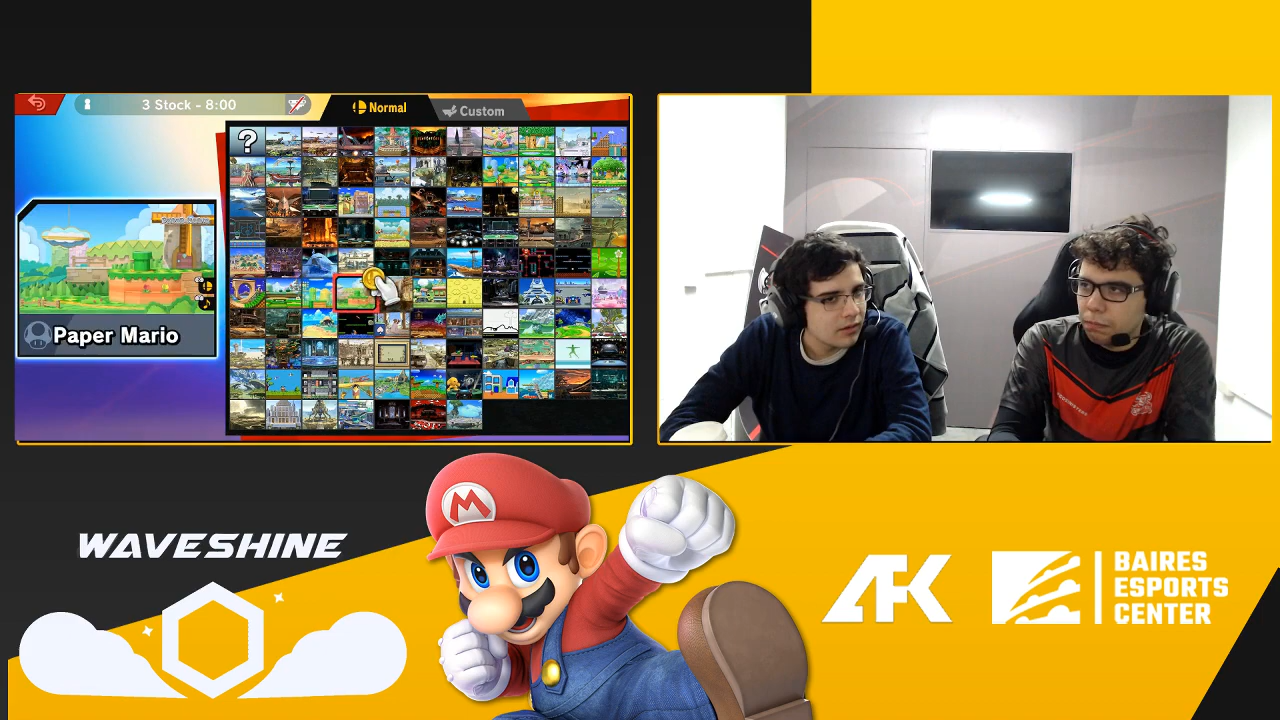 3 Stock - 8:00
Normal
Custom
?
Paper Mario
WAVESHINE
M
AFK
BAIRES
ESPORTS
CENTER